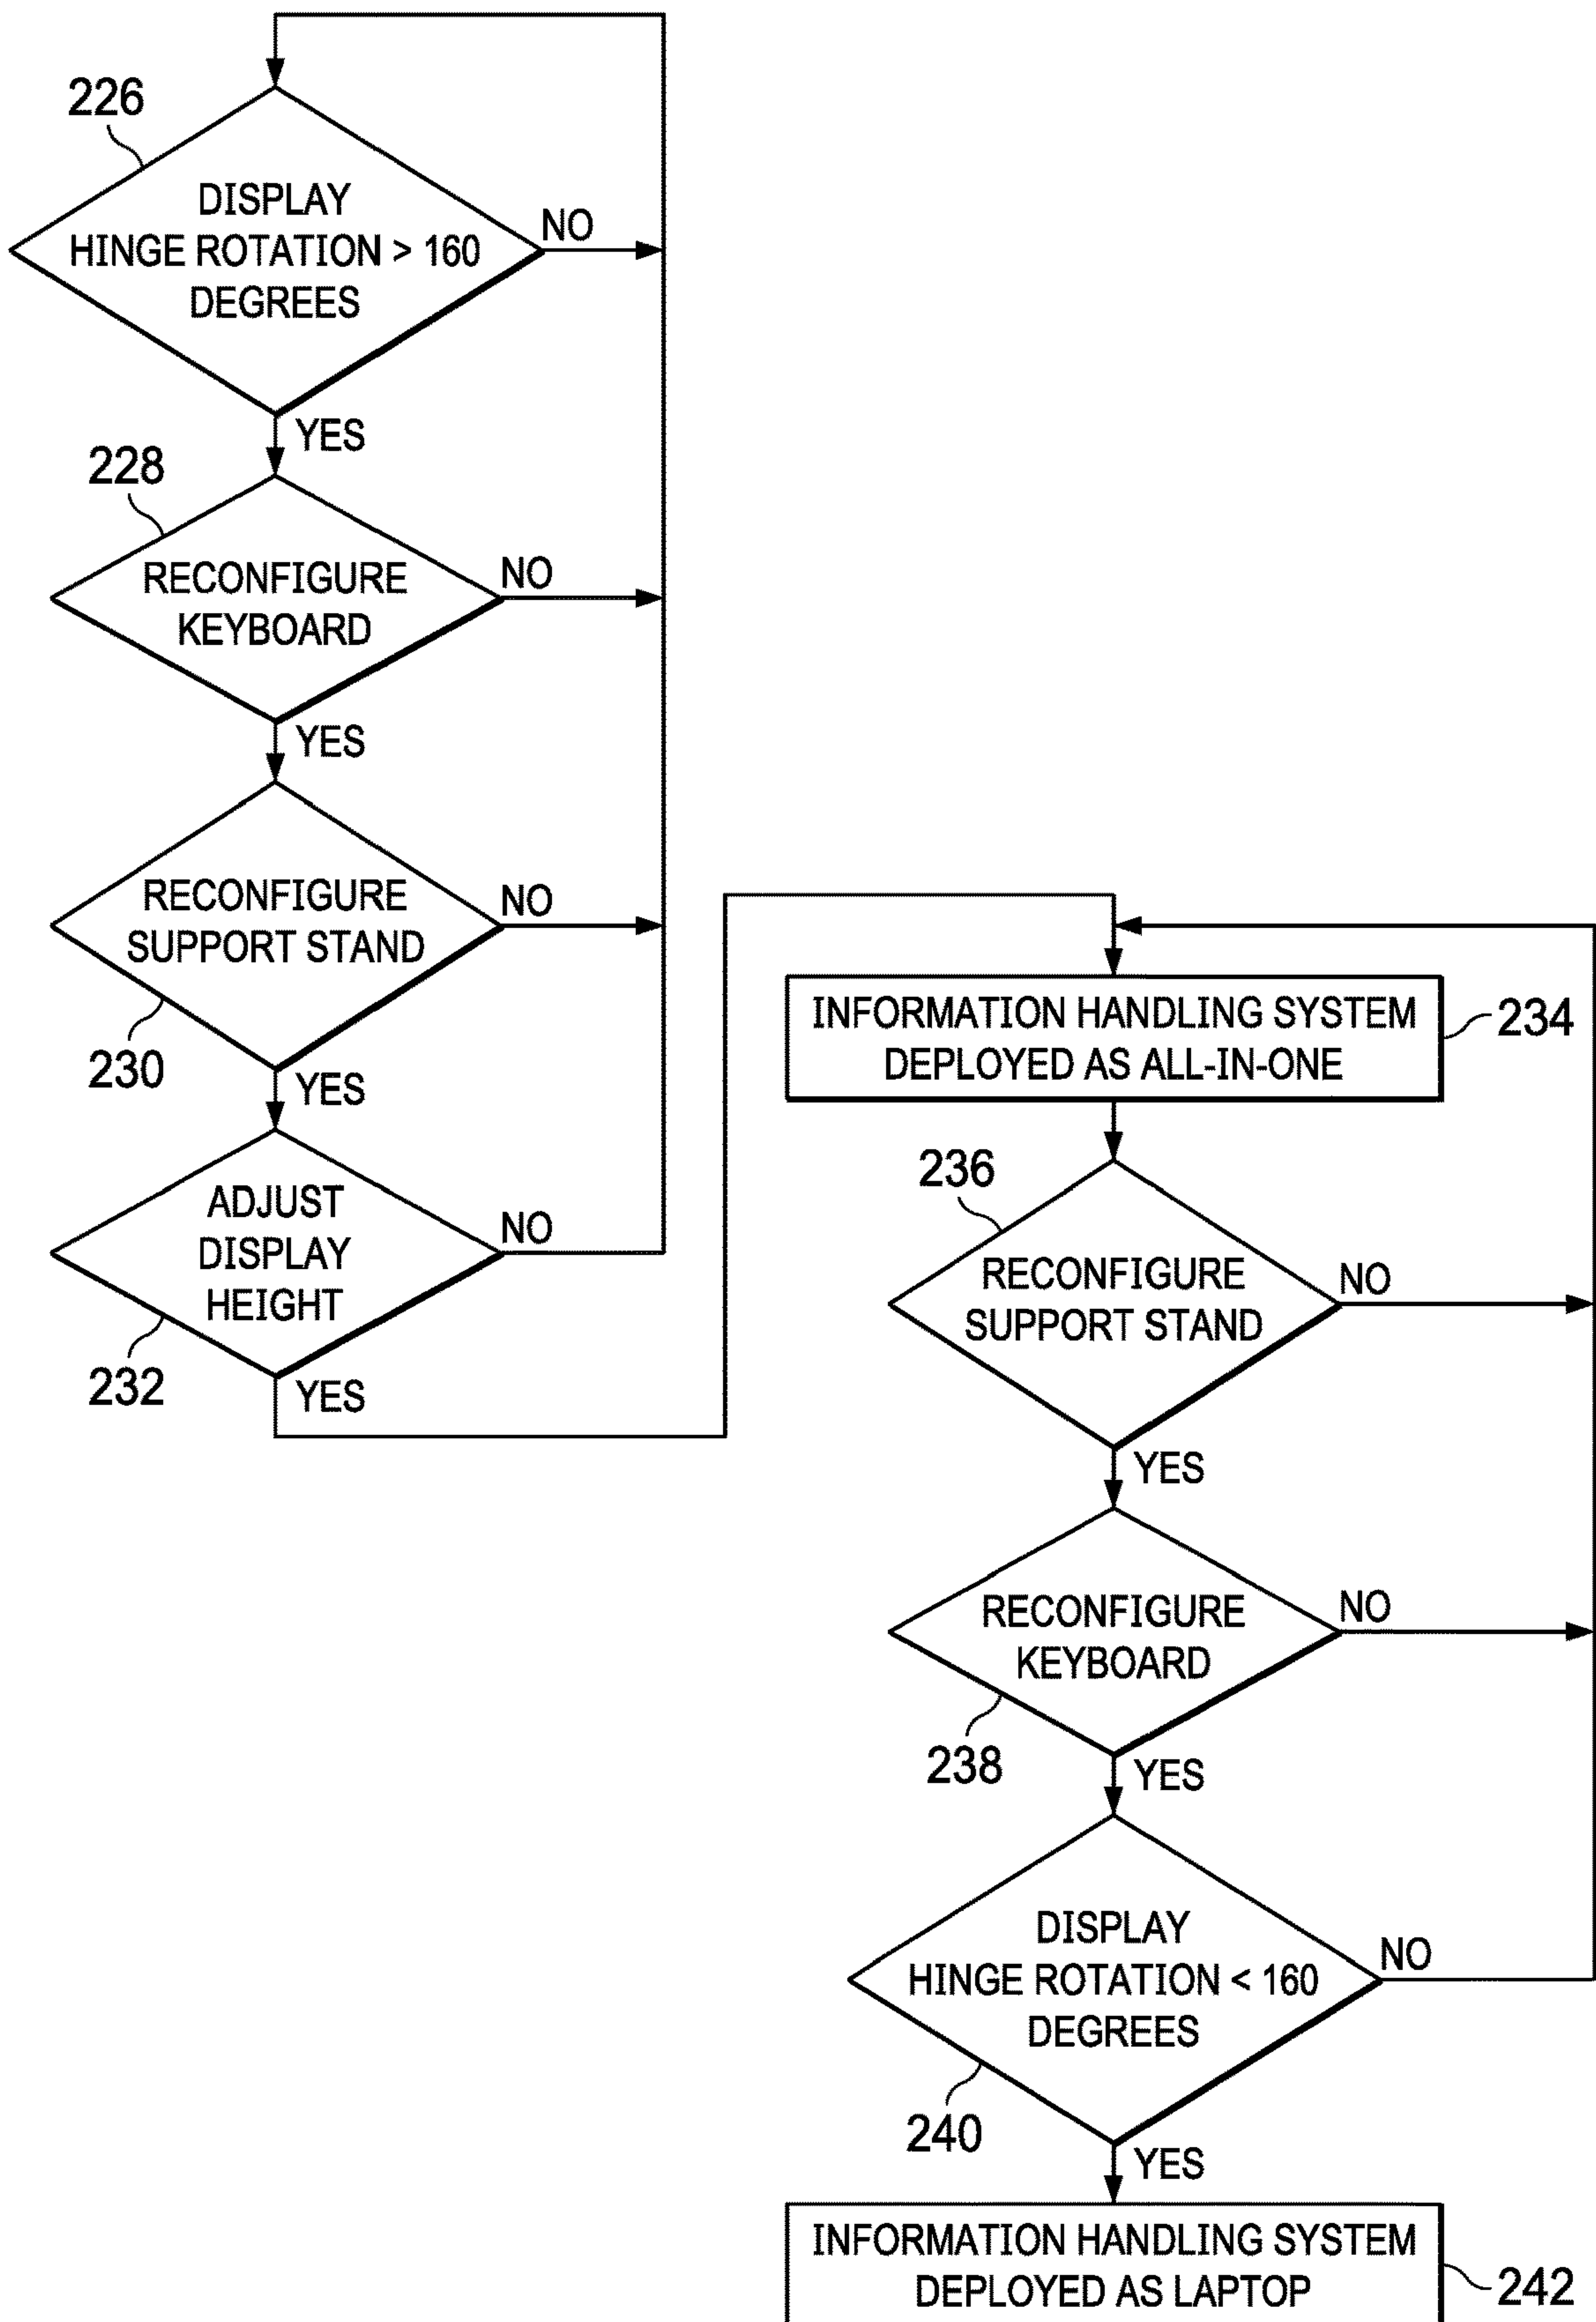 226
DISPLAY
HINGE ROTATION > 160
DEGREES
NO
YES
228
RECONFIGURE
KEYBOARD
NO
YES
RECONFIGURE
SUPPORT STAND
NO
230
YES
ADJUST
DISPLAY
HEIGHT
NO
232
YES
INFORMATION HANDLING SYSTEM
DEPLOYED AS ALL-IN-ONE
234
236
RECONFIGURE
SUPPORT STAND
NO
YES
RECONFIGURE
KEYBOARD
NO
238
YES
DISPLAY
HINGE ROTATION < 160
DEGREES
NO
240
YES
INFORMATION HANDLING SYSTEM
DEPLOYED AS LAPTOP
242